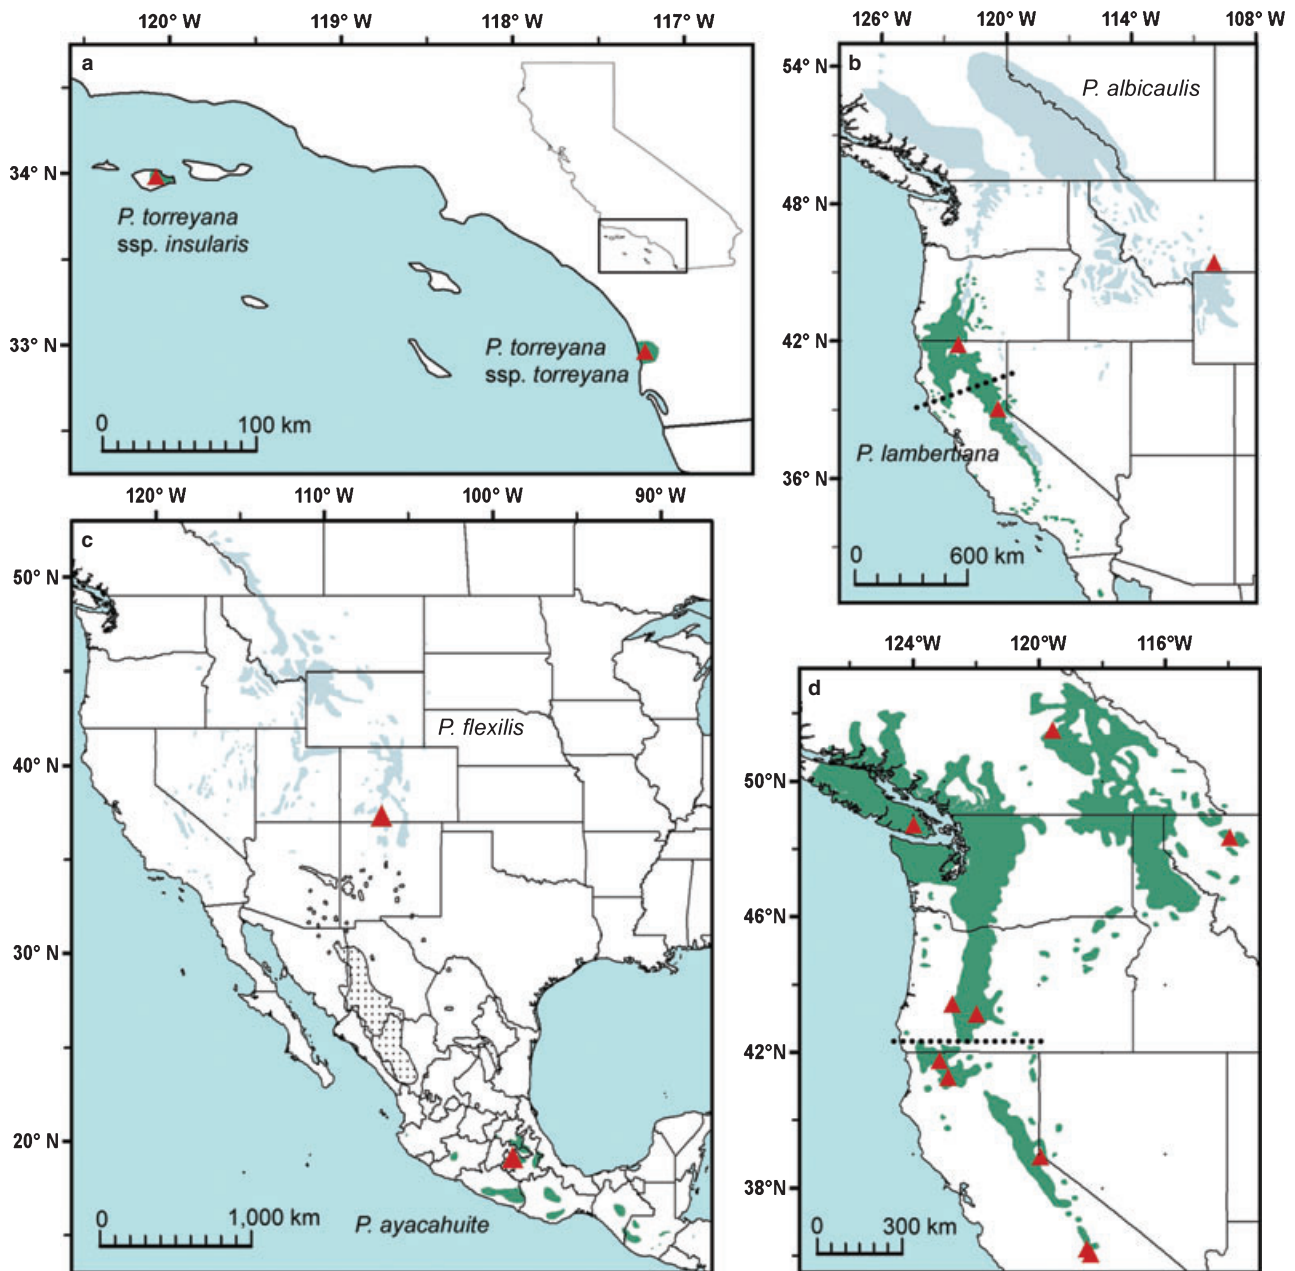 120° W 119° W 118° W 117° W
a
34° N
33° N
P. torreyana
ssp. insularis
P. torreyana
ssp. torreyana
0 100 km
126° W 120° W 114° W 108° W
b
54° N
48° N
42° N
36° N
P. albicaulis
P. lambertiana
0 600 km
120° W 110° W 100° W 90° W
c
50° N
40° N
30° N
20° N
P. flexilis
P. ayacahuite
0 1,000 km
124°W 120°W 116°W
d
50°N
46°N
42°N
38°N
0 300 km